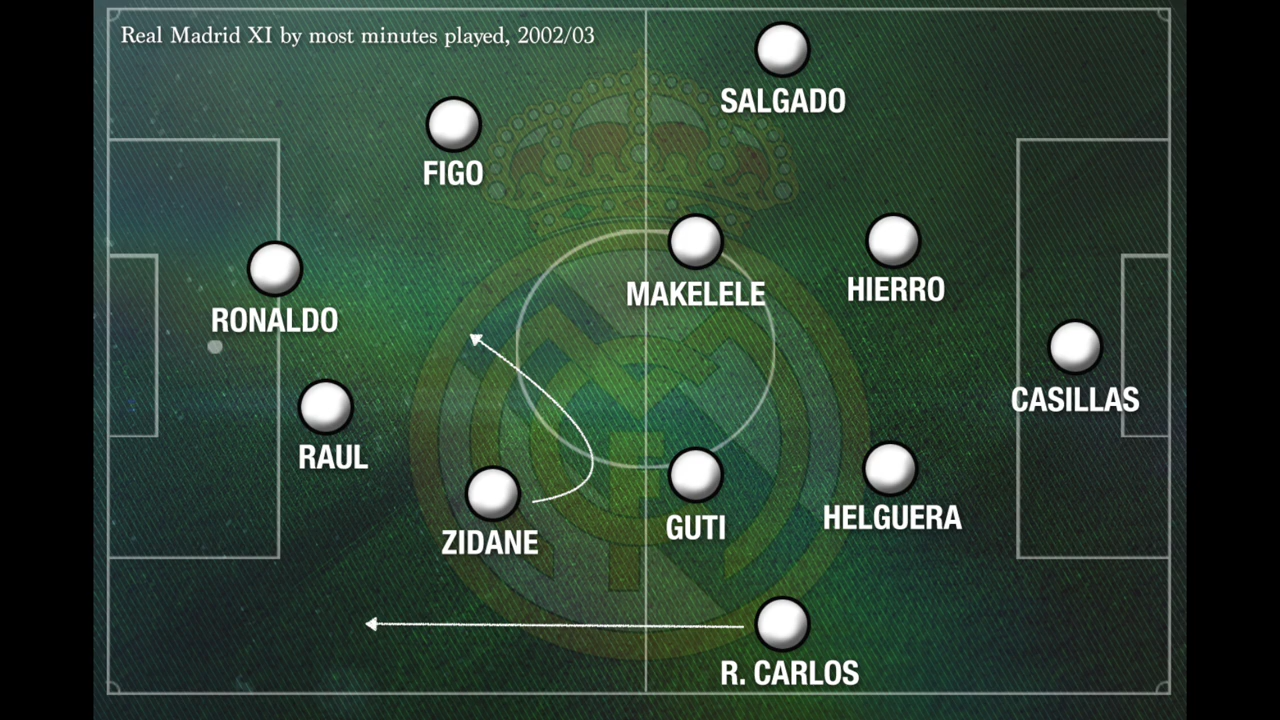 Real Madrid XI by most minutes played, 2002/03
SALGADO
FIGO
MAKELELE
HIERRO
RONALDO
CASILLAS
RAUL
ZIDANE
GUTI
HELGUERA
R. CARLOS